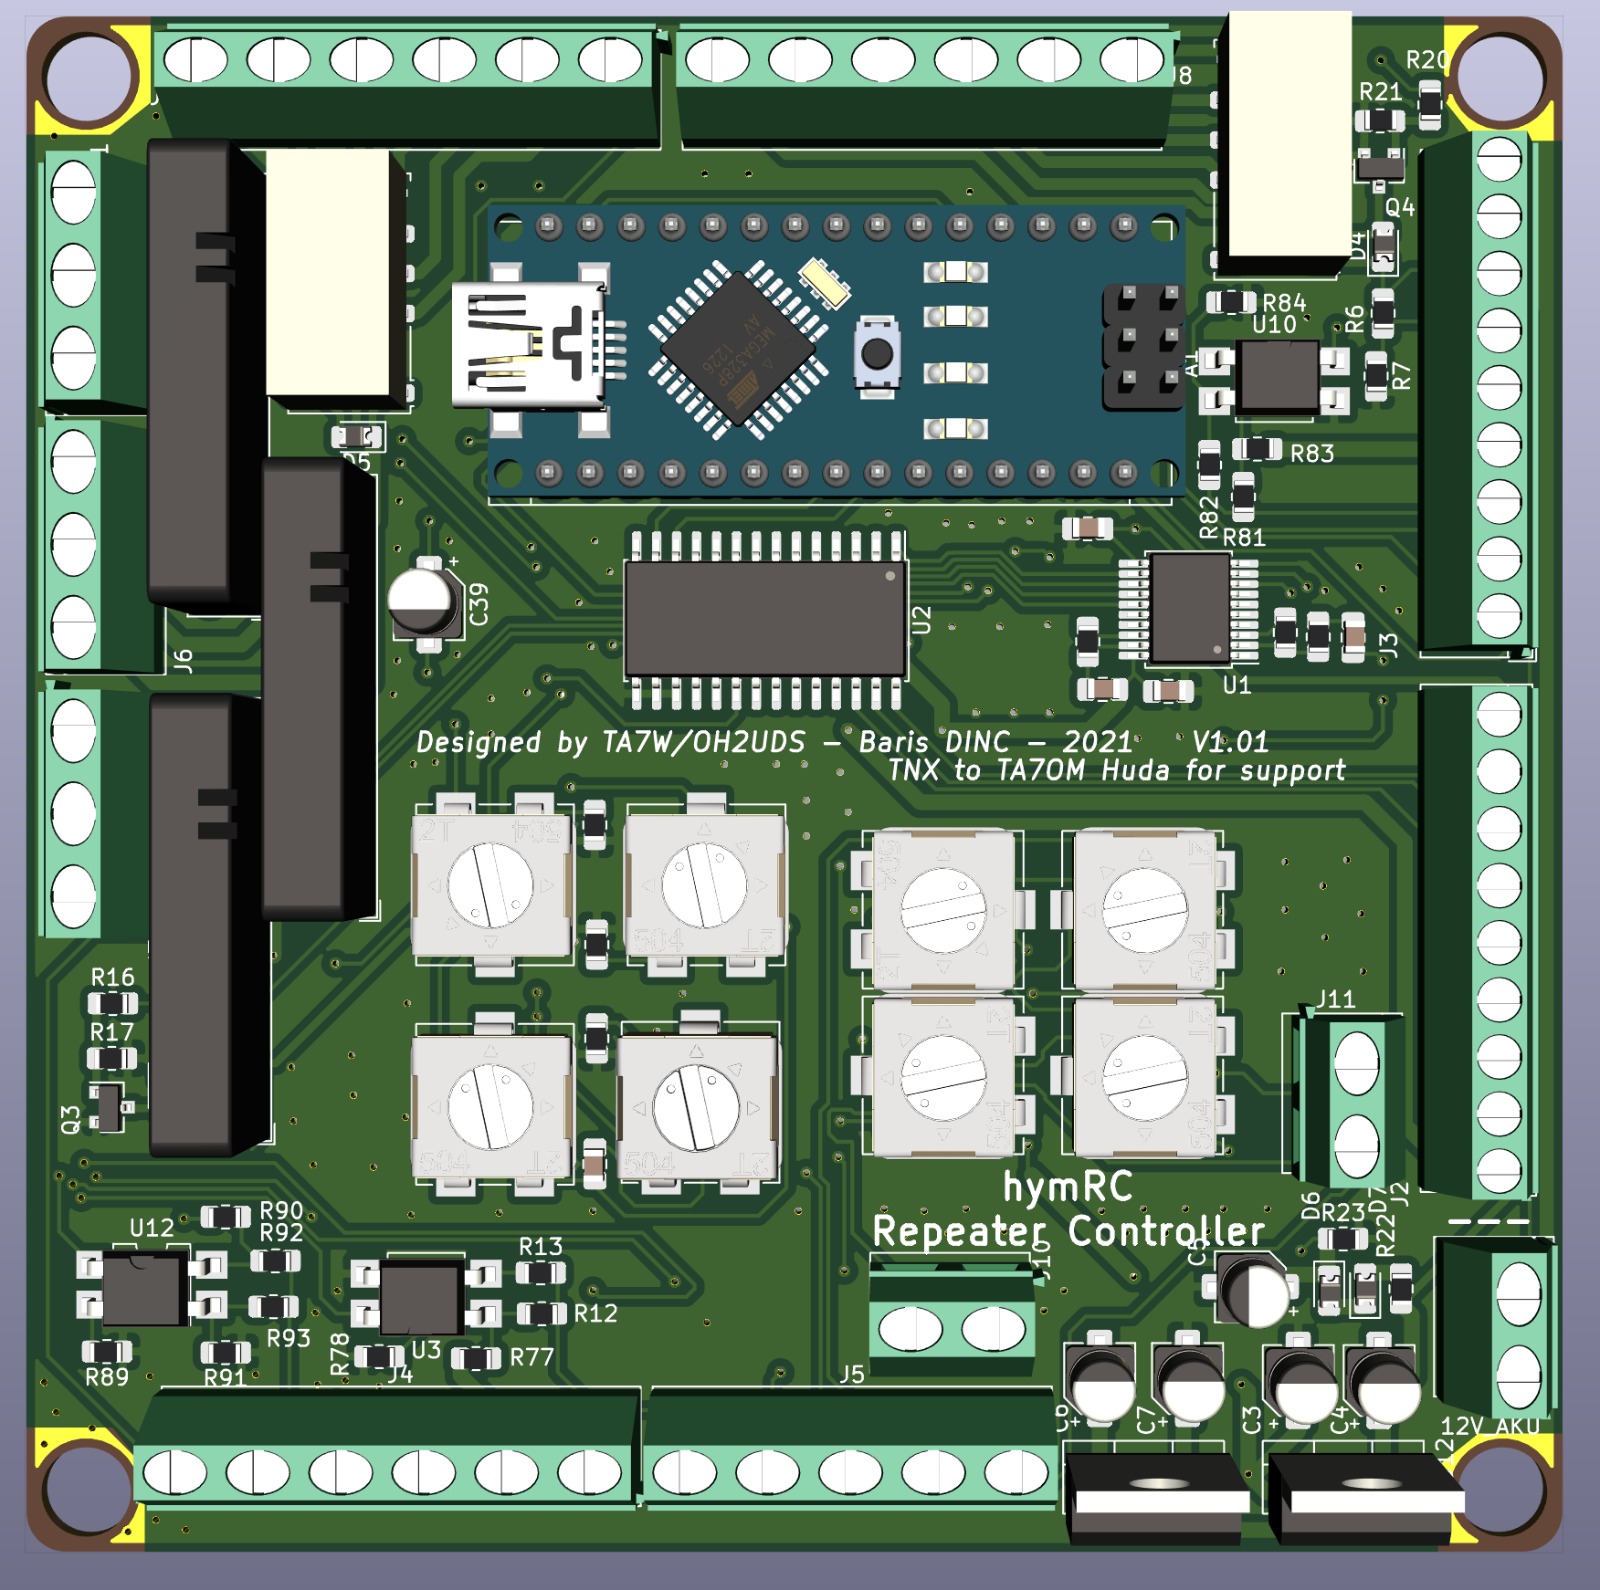 J8
R20
R21
Q4
D4
R84
U10
R6
R7
A1
MEGA328P
AV
1226
D5
R83
R82
R81
C39
U2
J6
J3
U1
Designed by TA7W/OH2UDS - Baris DINC - 2021 V1.01
TNX to TA7OM Huda for support
2T 504
504 2T
504 2T
2T 504
R16
R17
Q3
504 2T
504 2T
504 2T
504 2T
J11
hymRC
Repeater Controller
D6
D7
J2
R23
R22
R90
U12
R92
R13
J10
C5
R12
R93
R78
U3
R77
R89
R91
J4
J5
C6
C7
C3
C4
12V_AKU